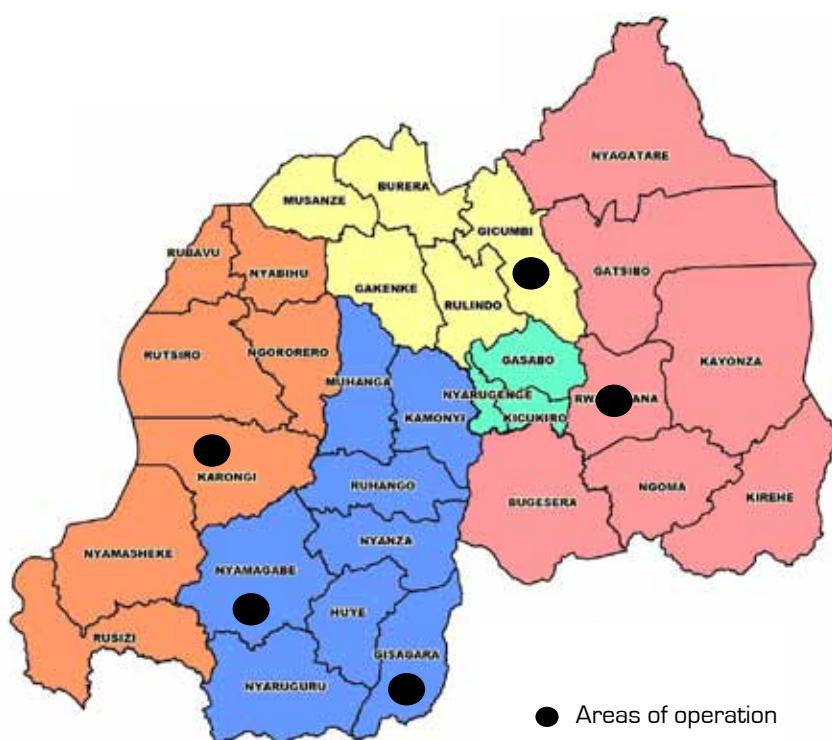 NYAGATARE
BURERA
MUSANZE
GICUMBI
RUBAVU
NYABIHU
GATSIBO
GAKENKE
RULINDO
RUTSIRO
NGORORERO
GASABO
KAYONZA
MUHANGA
NYARUGENGE
KAMONYI
KICUKIRO
KARONGI
RUHANGO
NGOMA
KIREHE
BUGESERA
NYANZA
NYAMASHEKE
NYAMAGABE
HUYE
RUSIZI
GISAGARA
NYARUGURU
Areas of operation